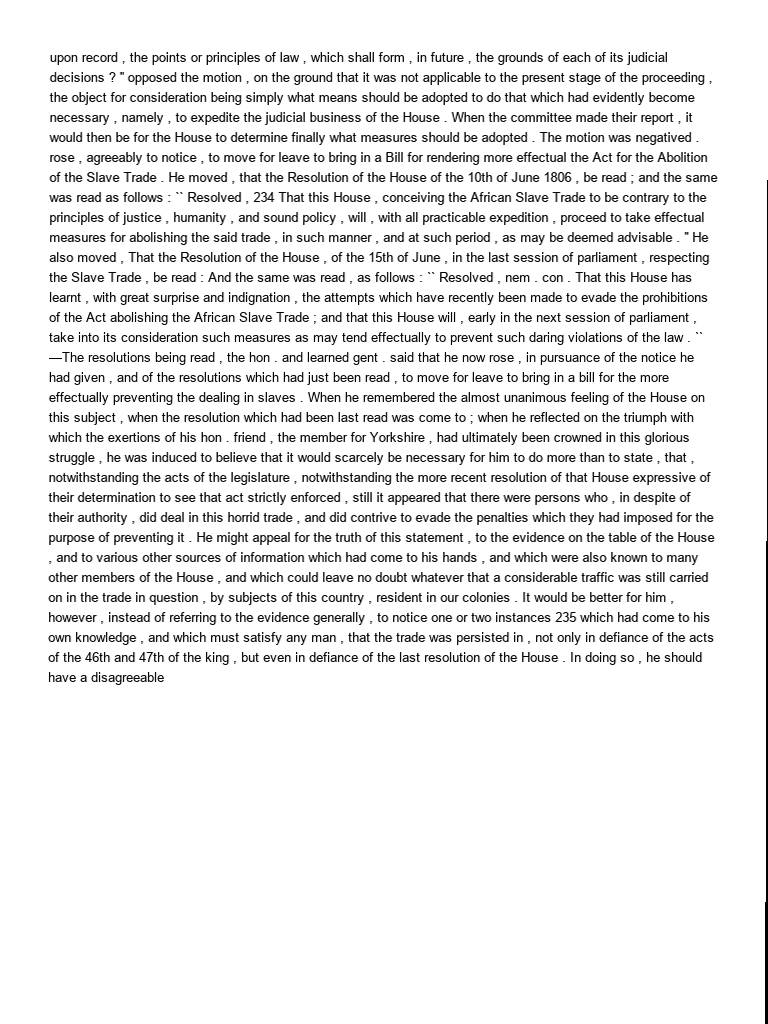 upon record , the points or principles of law , which shall form , in future , the grounds of each of its judicial
decisions ? " opposed the motion , on the ground that it was not applicable to the present stage of the proceeding ,
the object for consideration being simply what means should be adopted to do that which had evidently become
necessary , namely , to expedite the judicial business of the House . When the committee made their report , it
would then be for the House to determine finally what measures should be adopted . The motion was negatived .
rose , agreeably to notice , to move for leave to bring in a Bill for rendering more effectual the Act for the Abolition
of the Slave Trade . He moved , that the Resolution of the House of the 10th of June 1806 , be read ; and the same
was read as follows : `` Resolved , 234 That this House , conceiving the African Slave Trade to be contrary to the
principles of justice , humanity , and sound policy , will , with all practicable expedition , proceed to take effectual
measures for abolishing the said trade , in such manner , and at such period , as may be deemed advisable . " He
also moved , That the Resolution of the House , of the 15th of June , in the last session of parliament , respecting
the Slave Trade , be read : And the same was read , as follows : `` Resolved , nem . con . That this House has
learnt , with great surprise and indignation , the attempts which have recently been made to evade the prohibitions
of the Act abolishing the African Slave Trade ; and that this House will , early in the next session of parliament ,
take into its consideration such measures as may tend effectually to prevent such daring violations of the law . ``
—The resolutions being read , the hon . and learned gent . said that he now rose , in pursuance of the notice he
had given , and of the resolutions which had just been read , to move for leave to bring in a bill for the more
effectually preventing the dealing in slaves . When he remembered the almost unanimous feeling of the House on
this subject , when the resolution which had been last read was come to ; when he reflected on the triumph with
which the exertions of his hon . friend , the member for Yorkshire , had ultimately been crowned in this glorious
struggle , he was induced to believe that it would scarcely be necessary for him to do more than to state , that ,
notwithstanding the acts of the legislature , notwithstanding the more recent resolution of that House expressive of
their determination to see that act strictly enforced , still it appeared that there were persons who , in despite of
their authority , did deal in this horrid trade , and did contrive to evade the penalties which they had imposed for the
purpose of preventing it . He might appeal for the truth of this statement , to the evidence on the table of the House
, and to various other sources of information which had come to his hands , and which were also known to many
other members of the House , and which could leave no doubt whatever that a considerable traffic was still carried
on in the trade in question , by subjects of this country , resident in our colonies . It would be better for him ,
however , instead of referring to the evidence generally , to notice one or two instances 235 which had come to his
own knowledge , and which must satisfy any man , that the trade was persisted in , not only in defiance of the acts
of the 46th and 47th of the king , but even in defiance of the last resolution of the House . In doing so , he should
have a disagreeable